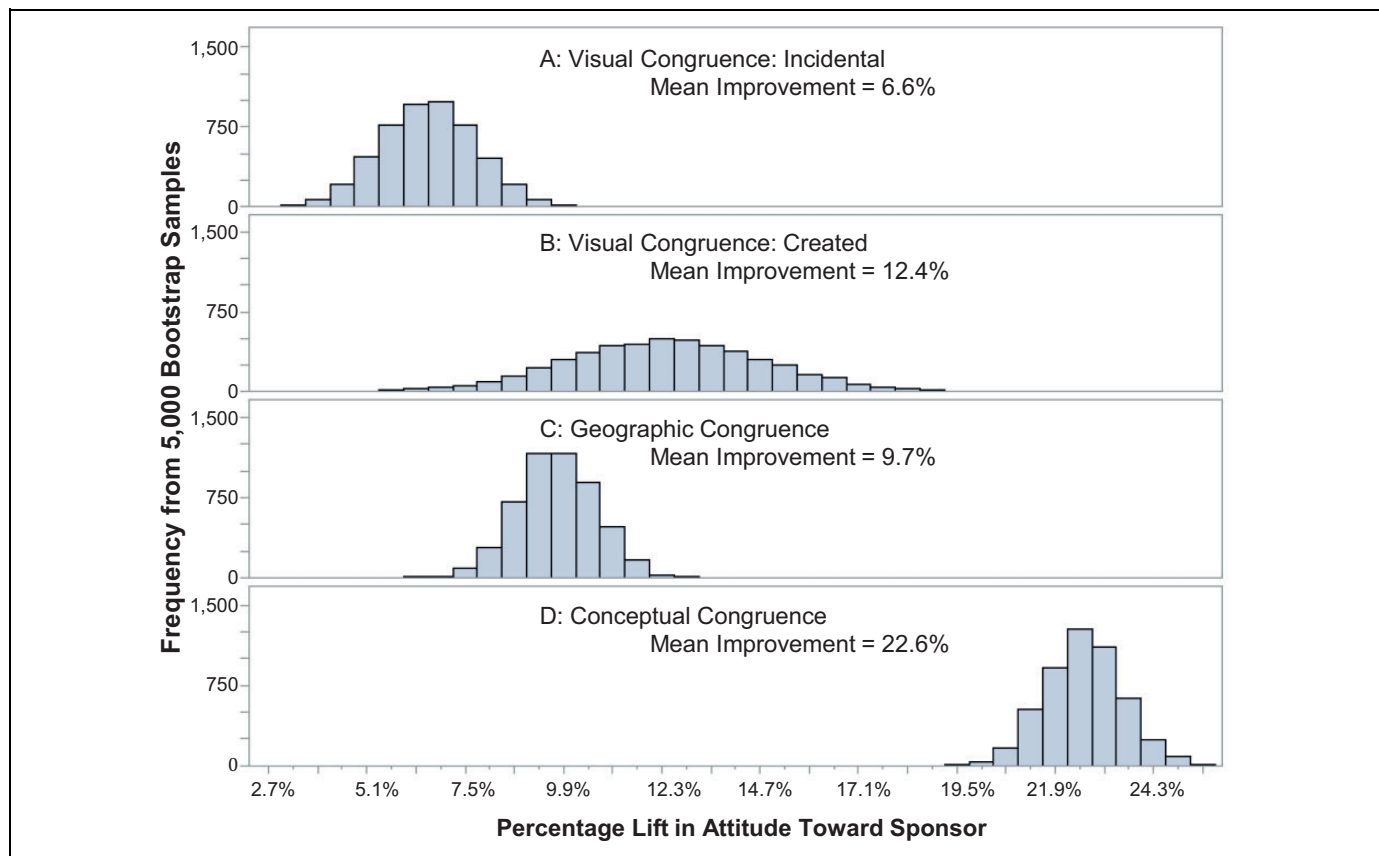 Frequency from 5,000 Bootstrap Samples
1,500
750
0
A: Visual Congruence: Incidental
Mean Improvement = 6.6%
1,500
750
0
B: Visual Congruence: Created
Mean Improvement = 12.4%
1,500
750
0
C: Geographic Congruence
Mean Improvement = 9.7%
1,500
750
0
D: Conceptual Congruence
Mean Improvement = 22.6%
2.7% 5.1% 7.5% 9.9% 12.3% 14.7% 17.1% 19.5% 21.9% 24.3%
Percentage Lift in Attitude Toward Sponsor